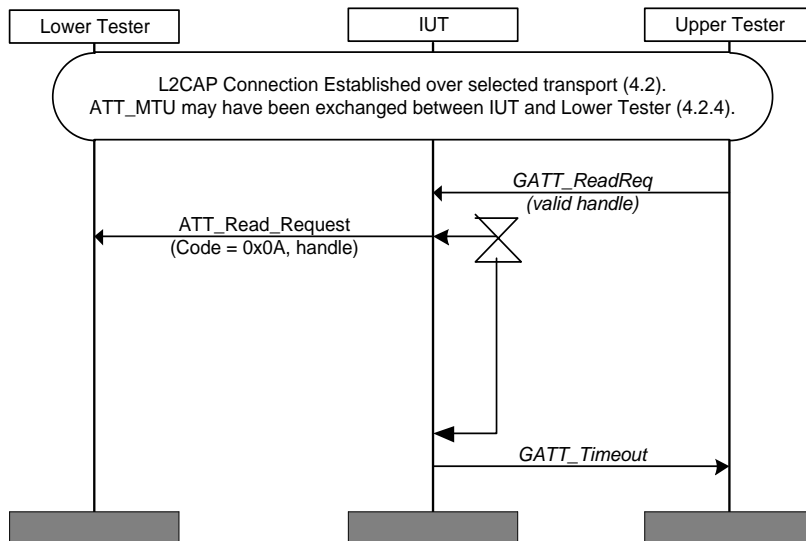 Lower Tester
IUT
Upper Tester
L2CAP Connection Established over selected transport (4.2).
ATT_MTU may have been exchanged between IUT and Lower Tester (4.2.4).
GATT_ReadReq
(valid handle)
ATT_Read_Request
(Code = 0x0A, handle)
GATT_Timeout